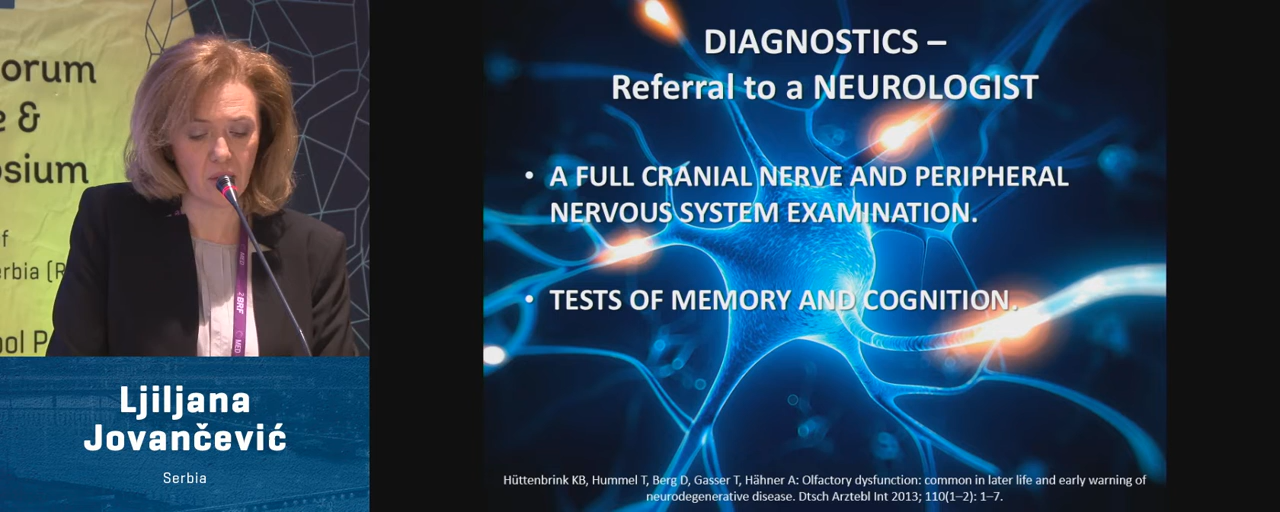 orum
e &
sium
f
erbia (R
ool P
MED
BRF
MED
Ljiljana
Jovančević
Serbia
DIAGNOSTICS –
Referral to a NEUROLOGIST
• A FULL CRANIAL NERVE AND PERIPHERAL
NERVOUS SYSTEM EXAMINATION.
• TESTS OF MEMORY AND COGNITION.
Hüttenbrink KB, Hummel T, Berg D, Gasser T, Hähner A: Olfactory dysfunction: common in later life and early warning of
neurodegenerative disease. Dtsch Arztebl Int 2013; 110(1–2): 1–7.